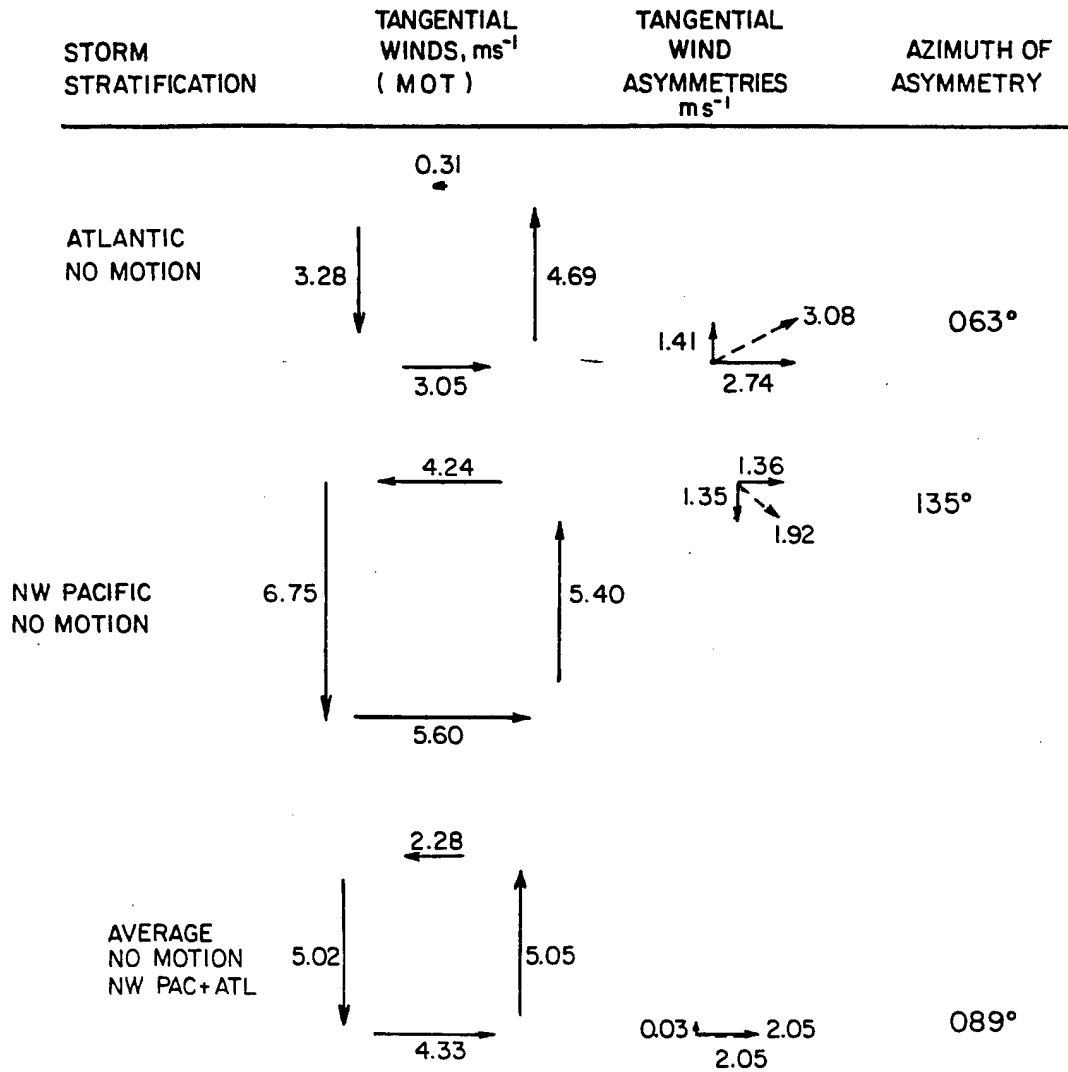 STORM STRATIFICATION
TANGENTIAL WINDS, ms⁻¹ (MOT)
TANGENTIAL WIND ASYMMETRIES ms⁻¹
AZIMUTH OF ASYMMETRY
ATLANTIC
NO MOTION
0.31
3.28
4.69
3.05
1.41
3.08
2.74
063°
NW PACIFIC
NO MOTION
4.24
6.75
5.40
5.60
1.36
1.35
1.92
135°
AVERAGE
NO MOTION
NW PAC+ATL
2.28
5.02
5.05
4.33
0.03
2.05
2.05
089°